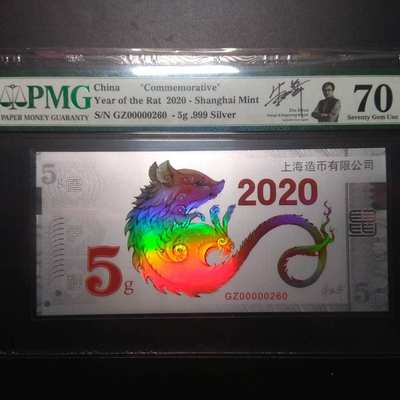 PMG
PAPER MONEY GUARANTY
China "Commemorative"
Year of the Rat 2020 - Shanghai Mint
S/N GZ00000260 - 5g .999 Silver
70
Seventy Gem Unc
上海造币有限公司
5g
2020
5g
GZ00000260